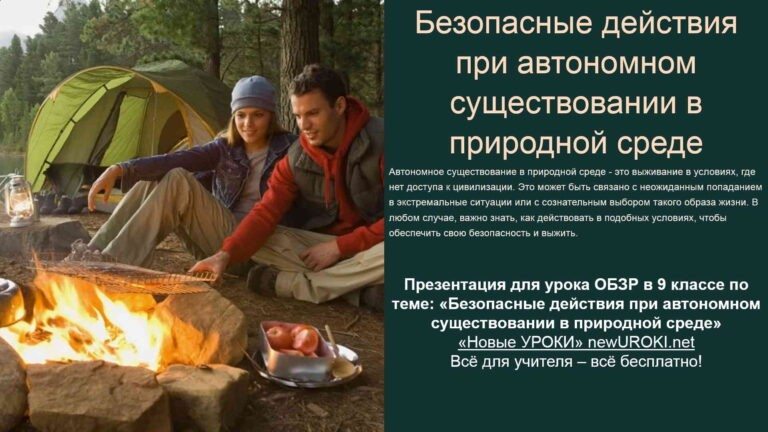 Безопасные действия
при автономном
существовании в
природной среде
Автономное существование в природной среде - это выживание в условиях, где
нет доступа к цивилизации. Это может быть связано с неожиданным попаданием
в экстремальные ситуации или с сознательным выбором такого образа жизни. В
любом случае, важно знать, как действовать в подобных условиях, чтобы
обеспечить свою безопасность и выжить.
Презентация для урока ОБЗР в 9 классе по
теме: «Безопасные действия при автономном
существовании в природной среде»
«Новые УРОКИ» newUROKI.net
Всё для учителя – всё бесплатно!